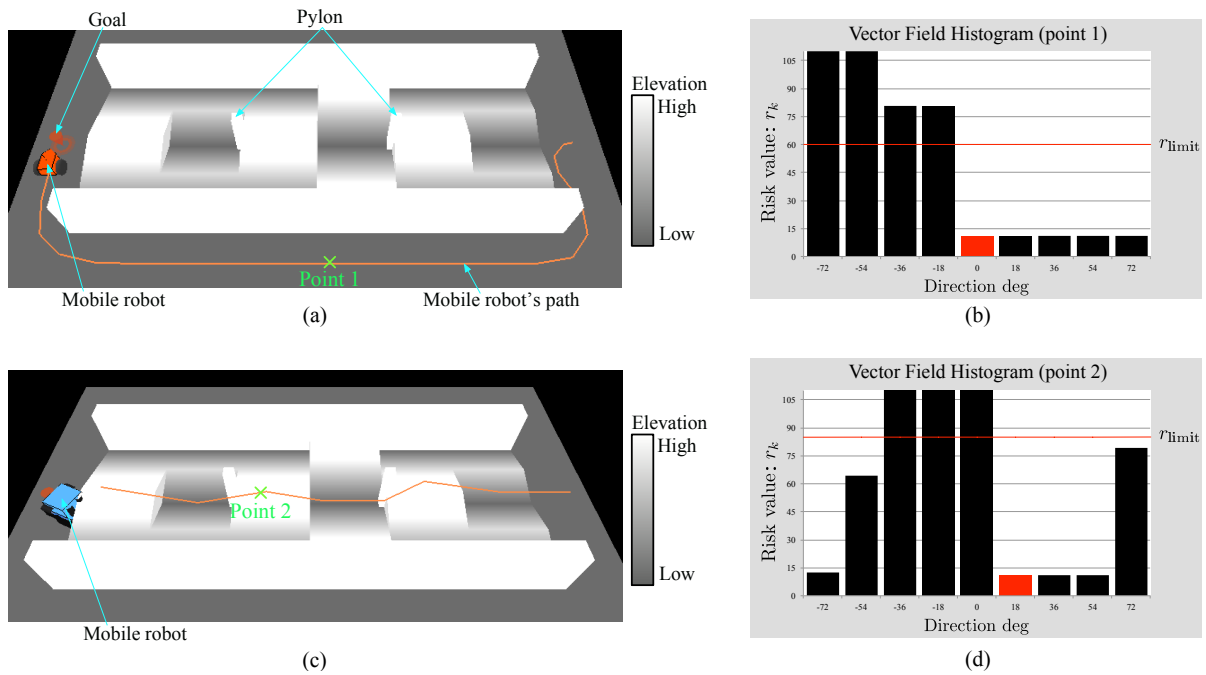 Goal
Pylon
Elevation
High
Low
Point 1
Mobile robot
Mobile robot's path
(a)
Vector Field Histogram (point 1)
105
90
75
60
45
30
15
0
Risk value: r_k
r_limit
-72 -54 -36 -18 0 18 36 54 72
Direction deg
(b)
Elevation
High
Low
Point 2
Mobile robot
(c)
Vector Field Histogram (point 2)
105
90
75
60
45
30
15
0
Risk value: r_k
r_limit
-72 -54 -36 -18 0 18 36 54 72
Direction deg
(d)